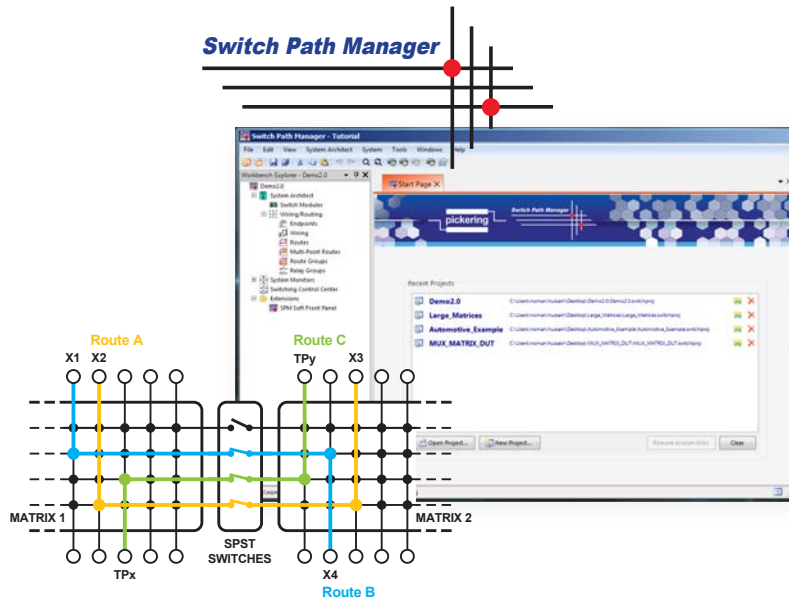 Switch Path Manager
Switch Path Manager - Tutorial
File Edit View System Architect System Tools Windows Help
Workbench Explorer - Demo2.0
Start Page
Demo2.0
System Architect
Switch Modules
Wiring/Routing
Endpoints
Wiring
Routes
Multi-Point Routes
Route Groups
Relay Groups
System Monitors
Switching Control Center
Extensions
SPM Soft Front Panel
pickering
Switch Path Manager
Recent Projects
Demo2.0
Large_Matrices
Automotive_Example
MUX_MATRIX_DUT
Open Project...
New Project...
Remove broken links
Clear
Route A
Route C
X1 X2
TPy X3
MATRIX 1
MATRIX 2
SPST
SWITCHES
TPx
X4
Route B